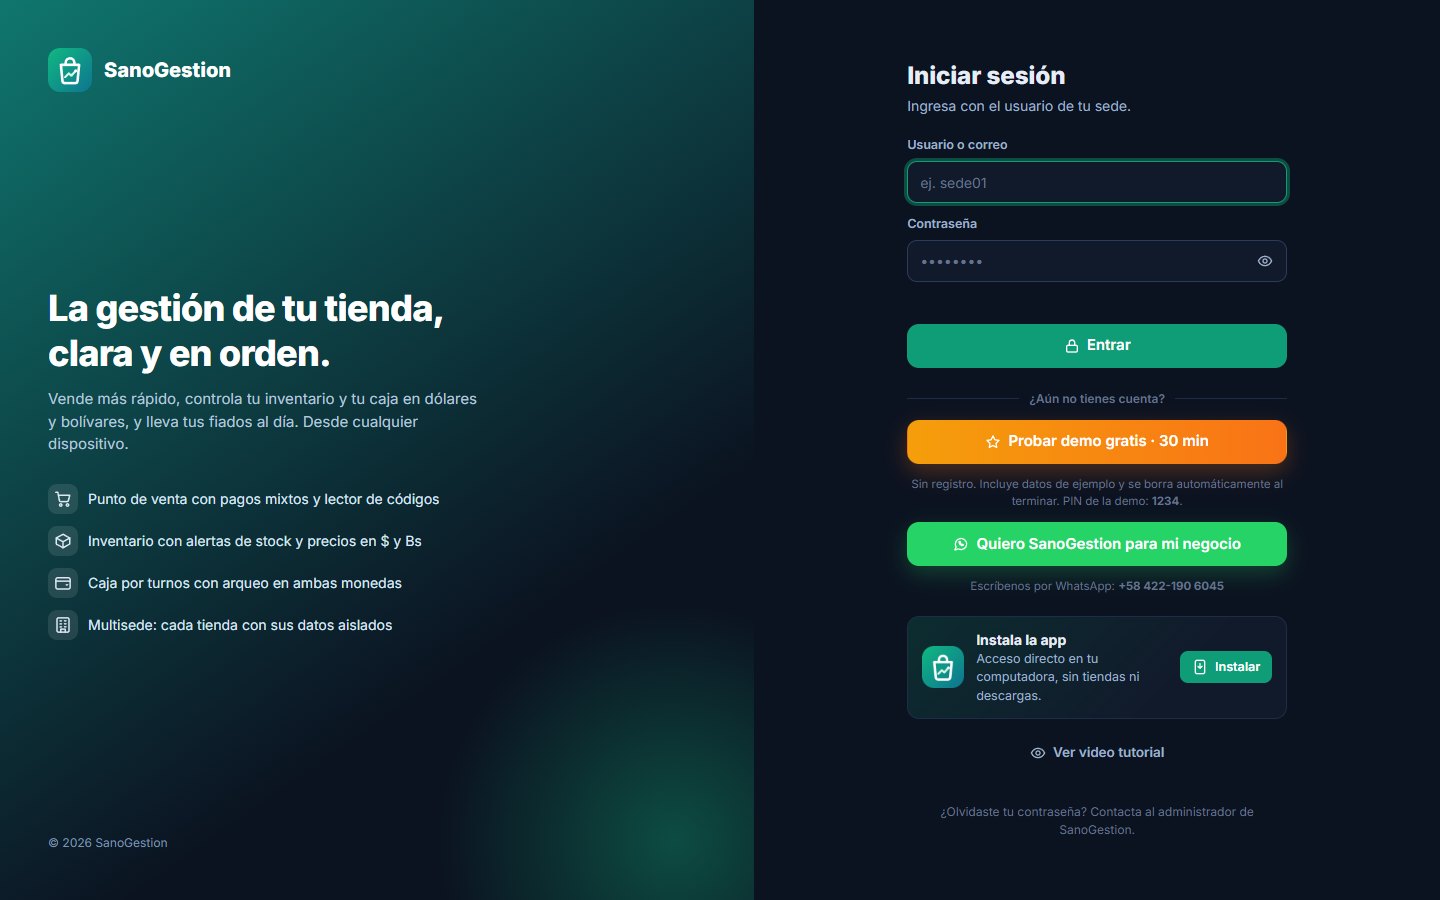 SanoGestion
La gestión de tu tienda,
clara y en orden.
Vende más rápido, controla tu inventario y tu caja en dólares
y bolívares, y lleva tus fiados al día. Desde cualquier
dispositivo.
Punto de venta con pagos mixtos y lector de códigos
Inventario con alertas de stock y precios en $ y Bs
Caja por turnos con arqueo en ambas monedas
Multisede: cada tienda con sus datos aislados
© 2026 SanoGestion
Iniciar sesión
Ingresa con el usuario de tu sede.
Usuario o correo
ej. sede01
Contraseña
••••••••
Entrar
¿Aún no tienes cuenta?
Probar demo gratis · 30 min
Sin registro. Incluye datos de ejemplo y se borra automáticamente al
terminar. PIN de la demo: 1234.
Quiero SanoGestion para mi negocio
Escríbenos por WhatsApp: +58 422-190 6045
Instala la app
Acceso directo en tu
computadora, sin tiendas ni
descargas.
Instalar
Ver video tutorial
¿Olvidaste tu contraseña? Contacta al administrador de
SanoGestion.